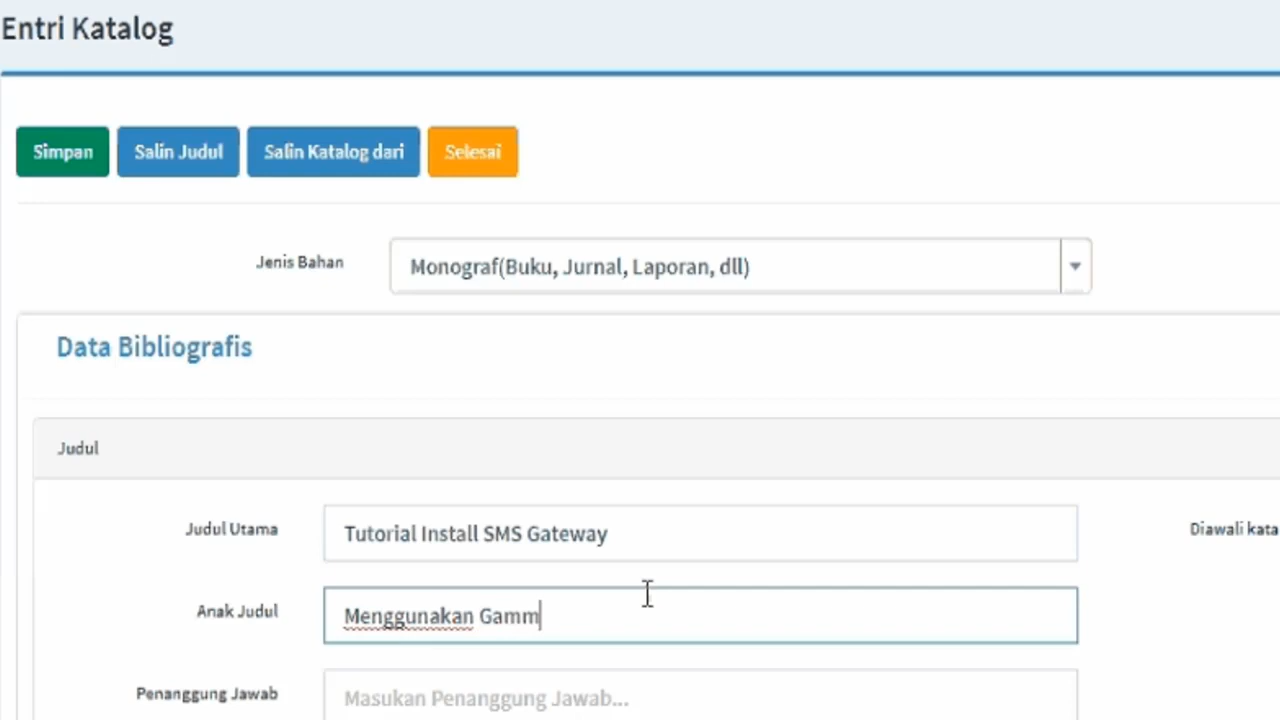 Entri Katalog
Simpan Salin Judul Salin Katalog dari Selesai
Jenis Bahan Monograf(Buku, Jurnal, Laporan, dll)
Data Bibliografis
Judul
Judul Utama Tutorial Install SMS Gateway Diawali kata
Anak Judul Menggunakan Gamm
Penanggung Jawab Masukan Penanggung Jawab...